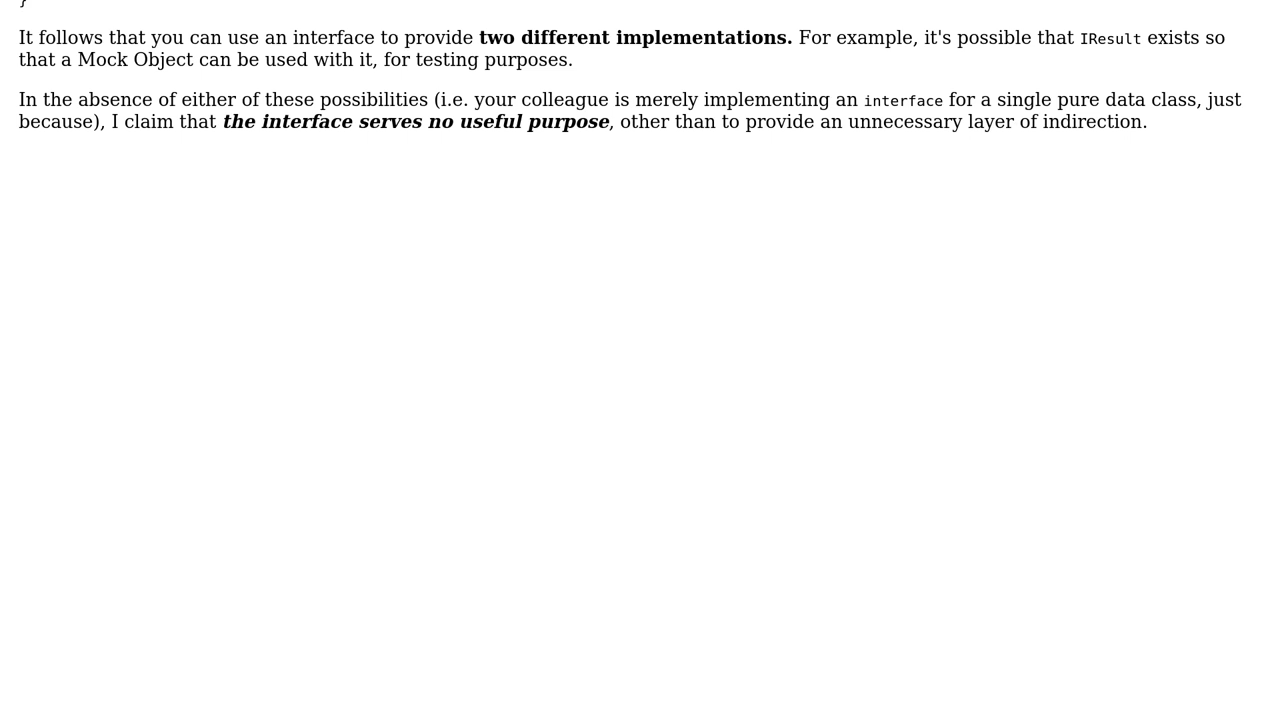 }
It follows that you can use an interface to provide two different implementations. For example, it's possible that IResult exists so
that a Mock Object can be used with it, for testing purposes.
In the absence of either of these possibilities (i.e. your colleague is merely implementing an interface for a single pure data class, just
because), I claim that the interface serves no useful purpose, other than to provide an unnecessary layer of indirection.